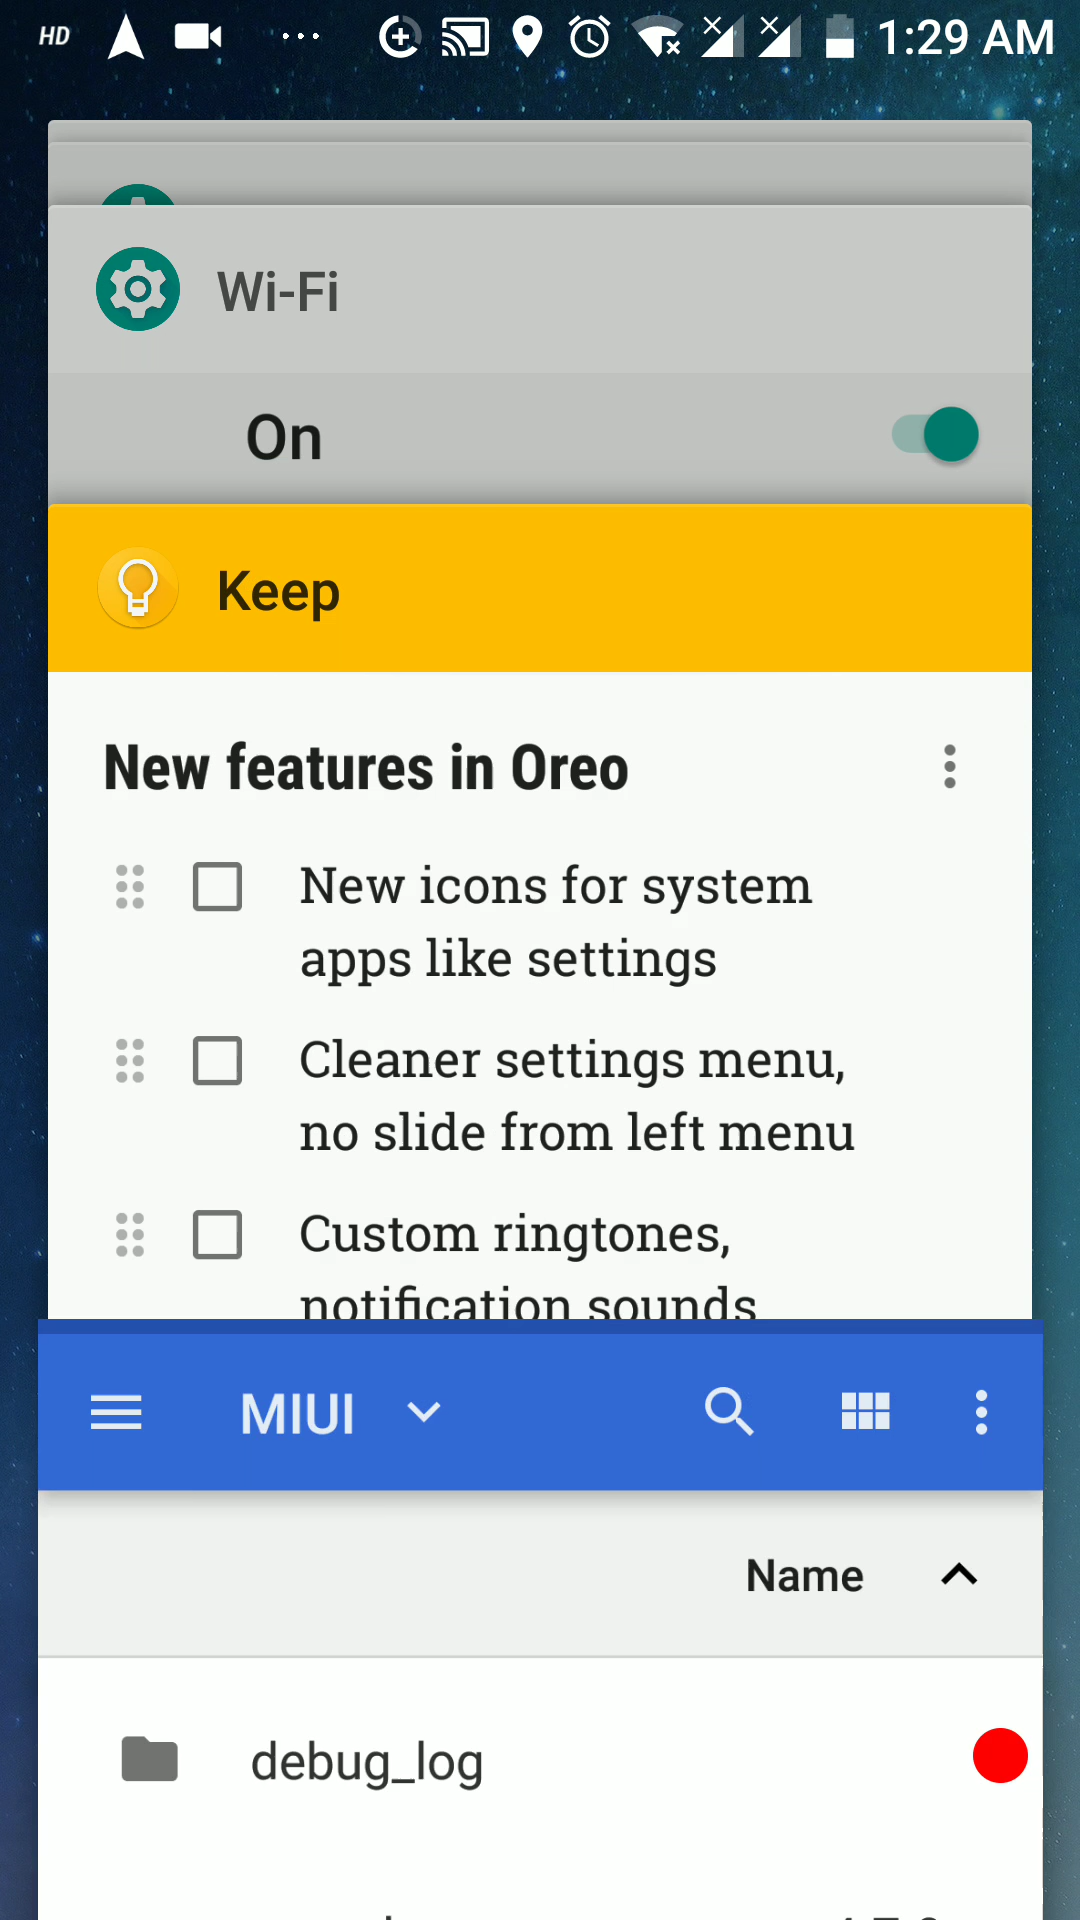 HD 1:29 AM
Wi-Fi
On
Keep
New features in Oreo
New icons for system
apps like settings
Cleaner settings menu,
no slide from left menu
Custom ringtones,
notification sounds
MIUI
Name
debug_log